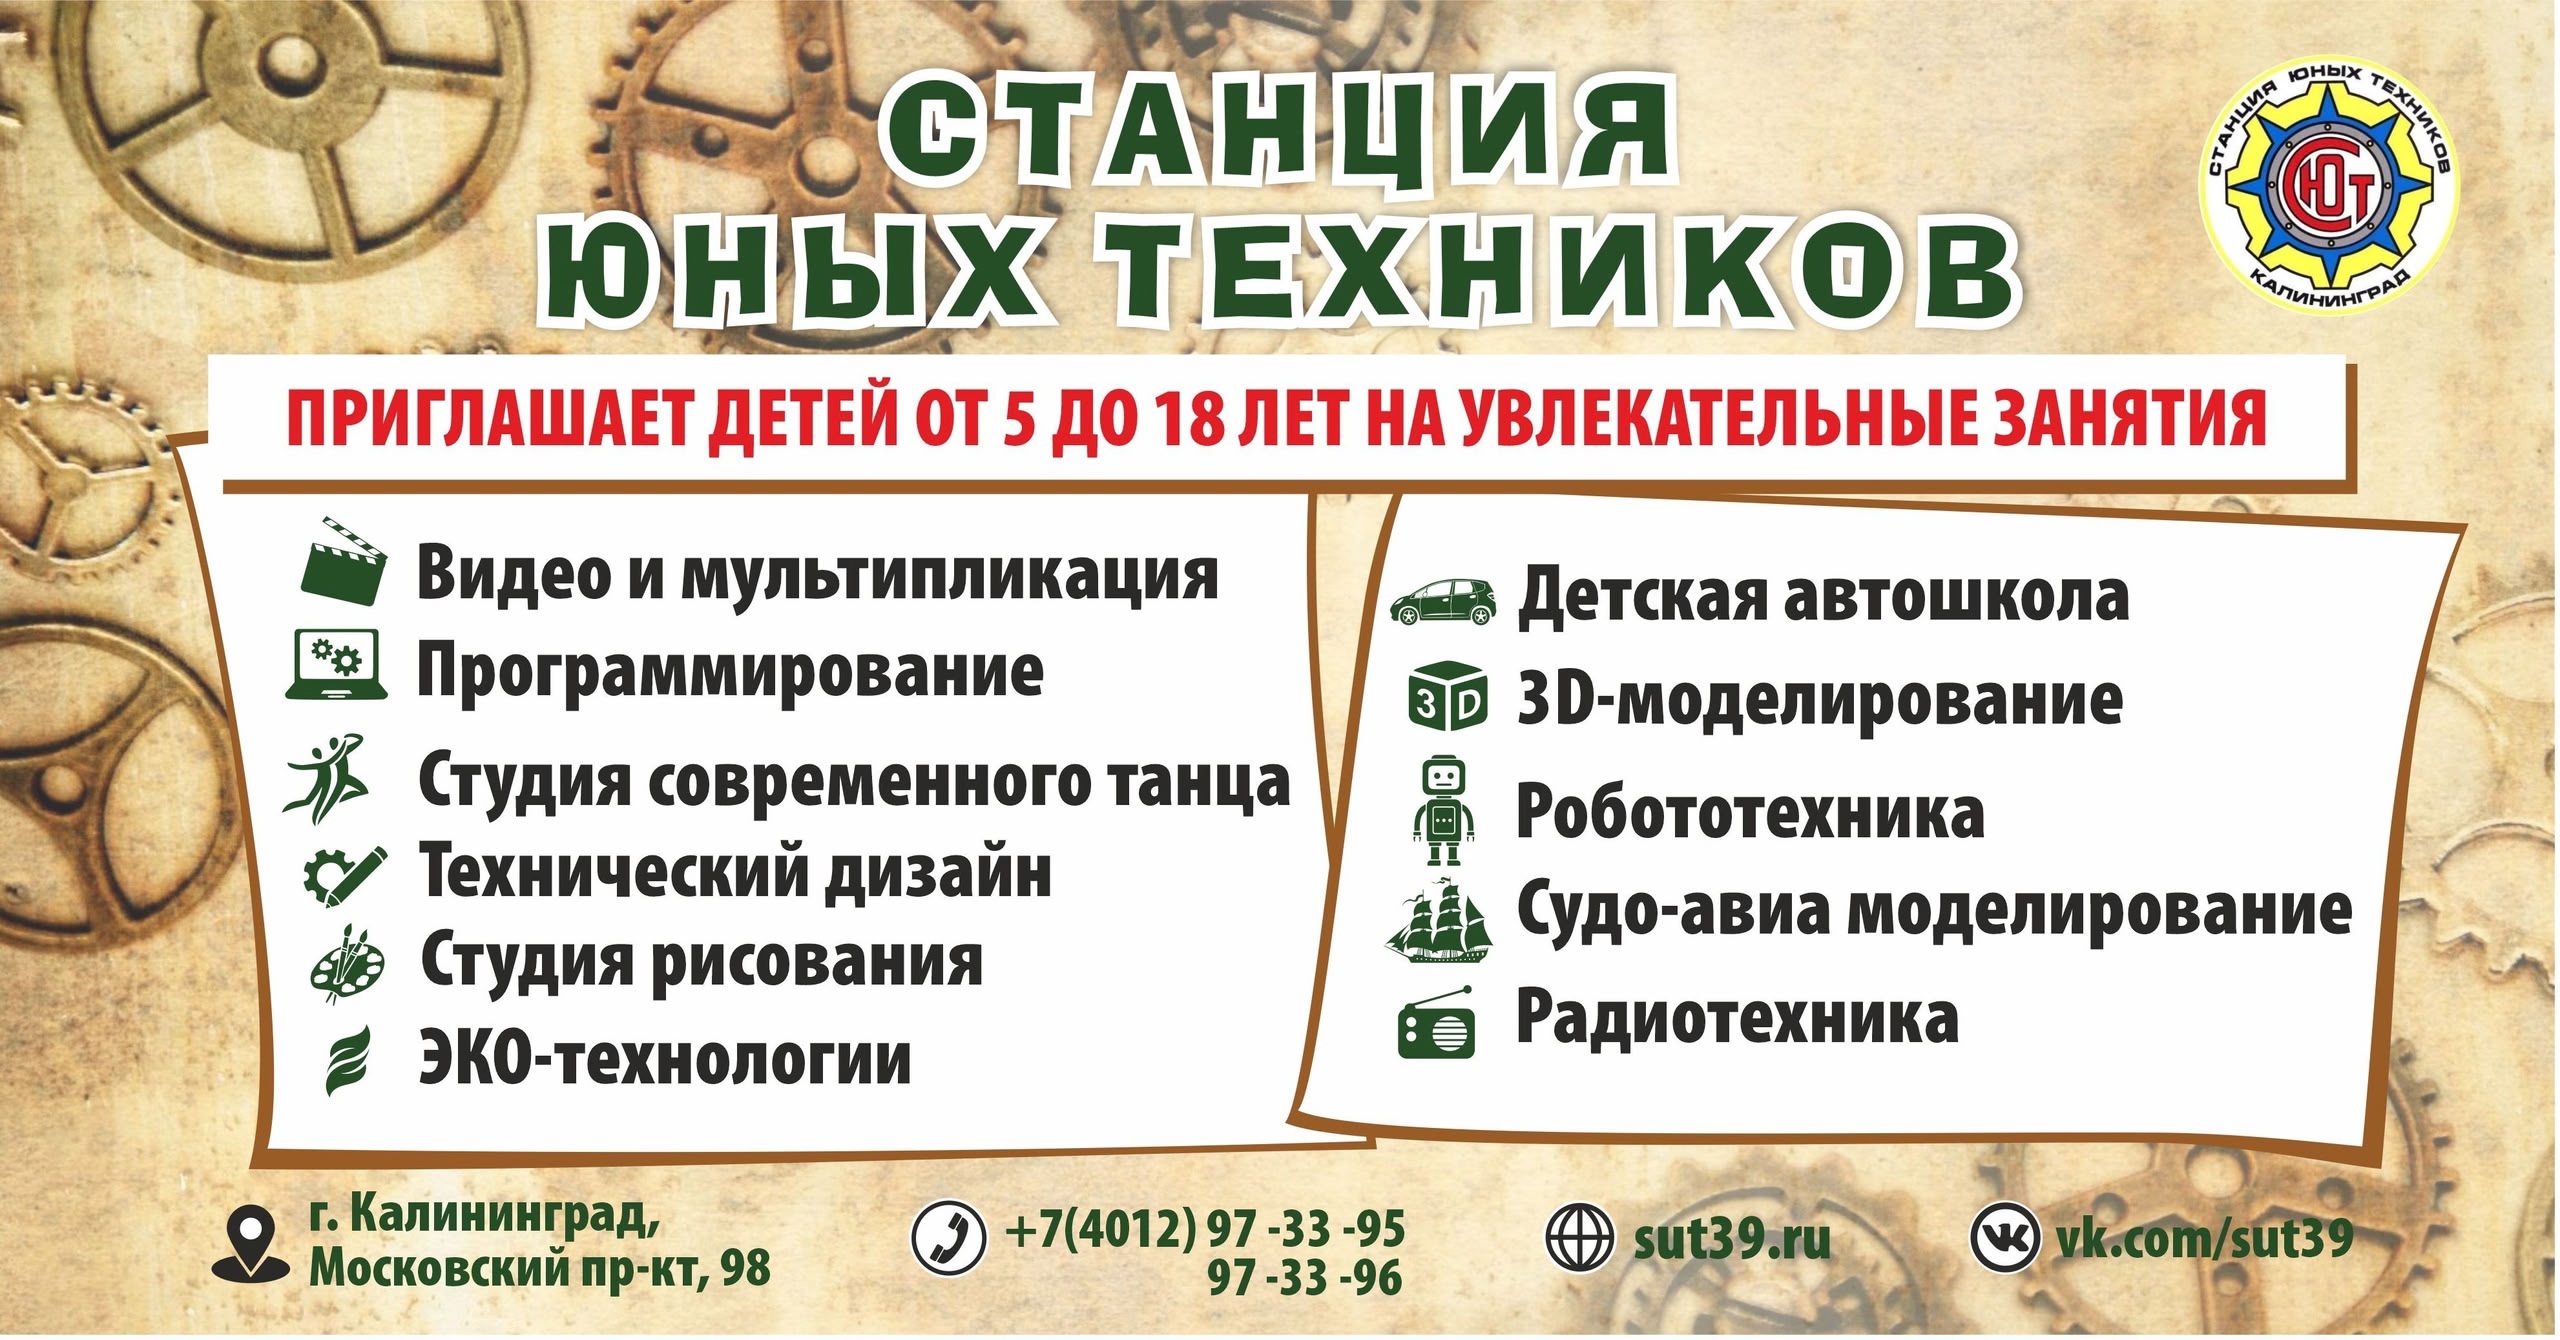 СТАНЦИЯ
ЮНЫХ ТЕХНИКОВ
СТАНЦИЯ ЮНЫХ ТЕХНИКОВ
СЮТ
КАЛИНИНГРАД
ПРИГЛАШАЕТ ДЕТЕЙ ОТ 5 ДО 18 ЛЕТ НА УВЛЕКАТЕЛЬНЫЕ ЗАНЯТИЯ
Видео и мультипликация
Программирование
Студия современного танца
Технический дизайн
Студия рисования
ЭКО-технологии
Детская автошкола
3D
3D-моделирование
Робототехника
Судо-авиа моделирование
Радиотехника
г. Калининград,
Московский пр-кт, 98
+7(4012) 97 -33 -95
97 -33 -96
sut39.ru
vk.com/sut39